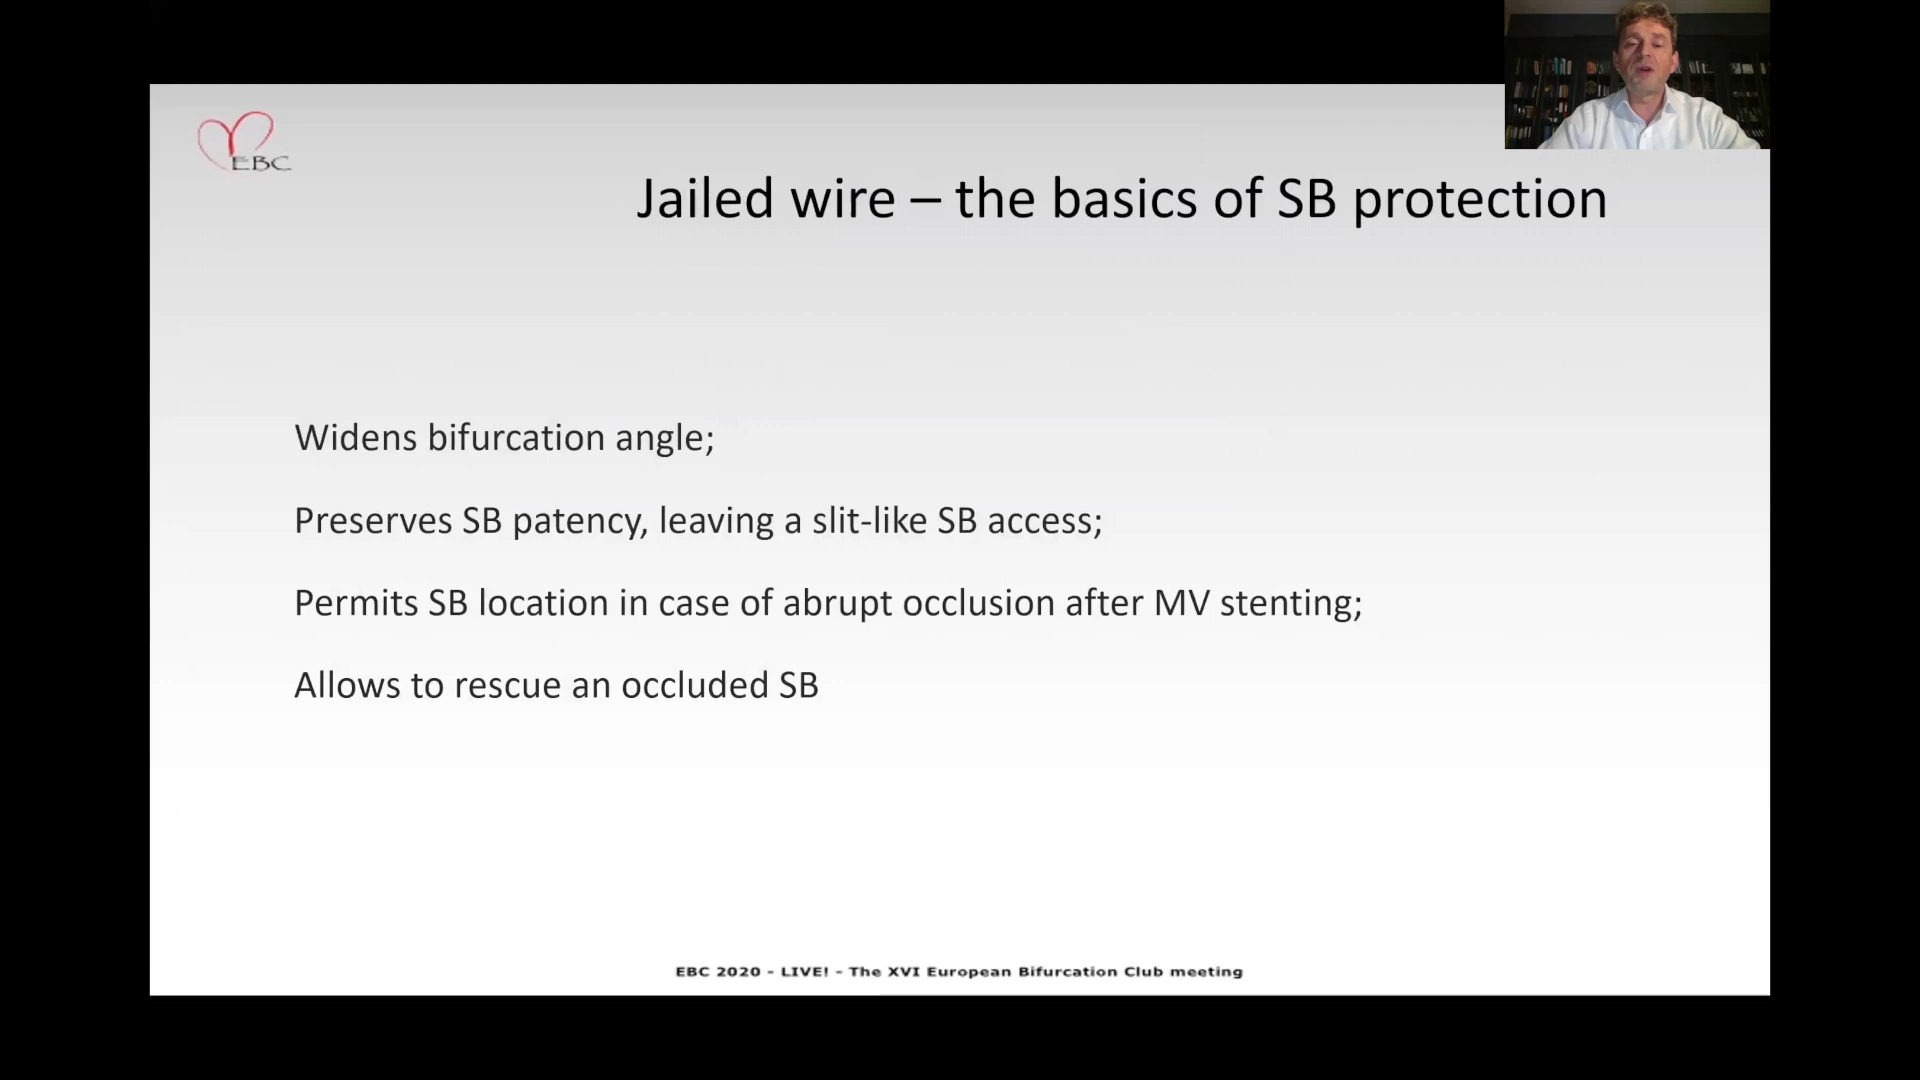 EBC
Jailed wire – the basics of SB protection
Widens bifurcation angle;
Preserves SB patency, leaving a slit-like SB access;
Permits SB location in case of abrupt occlusion after MV stenting;
Allows to rescue an occluded SB
EBC 2020 - LIVE! - The XVI European Bifurcation Club meeting